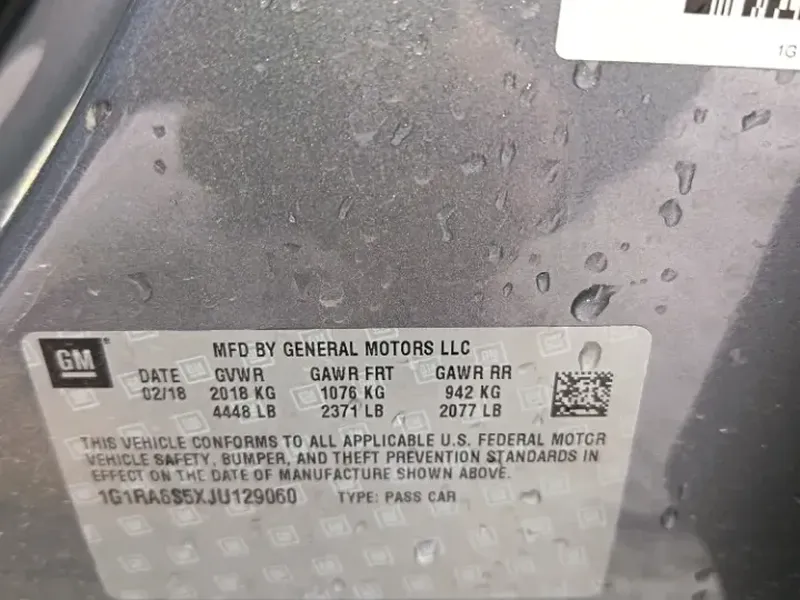 1G
GM
MFD BY GENERAL MOTORS LLC
DATE GVWR GAWR FRT GAWR RR
02/18 2018 KG 1076 KG 942 KG
4448 LB 2371 LB 2077 LB
THIS VEHICLE CONFORMS TO ALL APPLICABLE U.S. FEDERAL MOTOR
VEHICLE SAFETY, BUMPER, AND THEFT PREVENTION STANDARDS IN
EFFECT ON THE DATE OF MANUFACTURE SHOWN ABOVE.
1G1RA6S5XJU129060 TYPE: PASS CAR